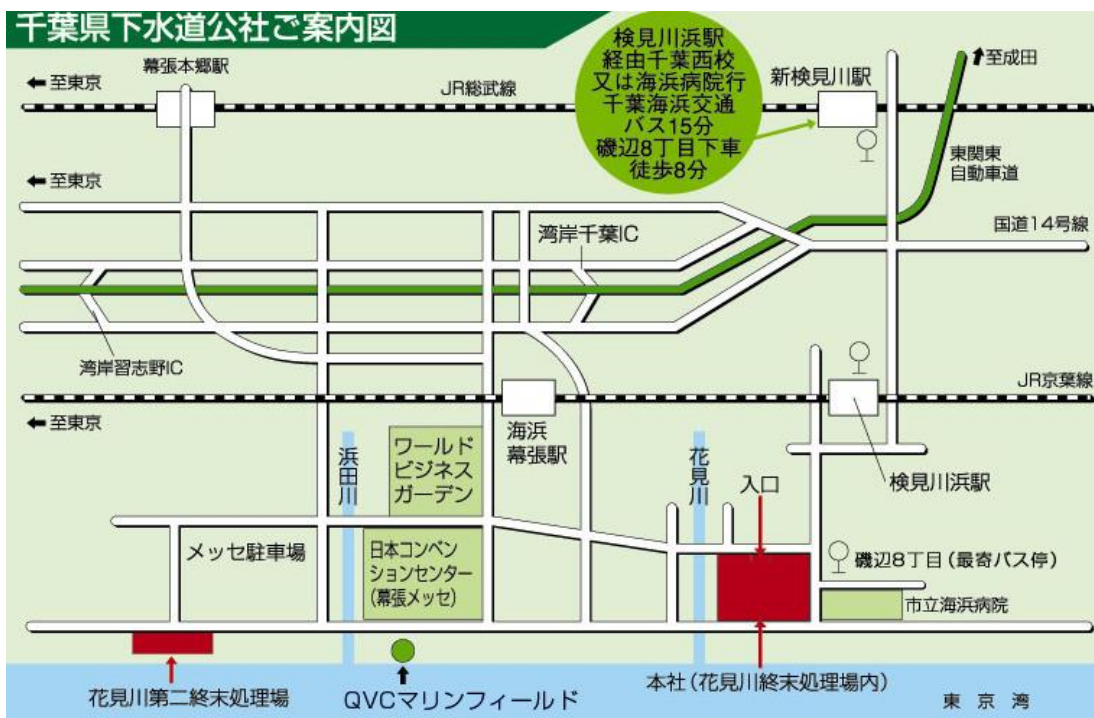 千葉県下水道公社ご案内図
検見川浜駅
経由千葉西校
又は海浜病院行
千葉海浜交通
バス15分
磯辺8丁目下車
徒歩8分
至成田
幕張本郷駅
至東京
JR総武線
新検見川駅
東関東
自動車道
至東京
国道14号線
湾岸千葉IC
湾岸習志野IC
JR京葉線
至東京
海浜
幕張駅
ワールド
ビジネス
ガーデン
浜田川
花見川
入口
検見川浜駅
メッセ駐車場
日本コンベン
ションセンター
(幕張メッセ)
磯辺8丁目(最寄バス停)
市立海浜病院
花見川第二終末処理場
QVCマリンフィールド
本社(花見川終末処理場内)
東京湾